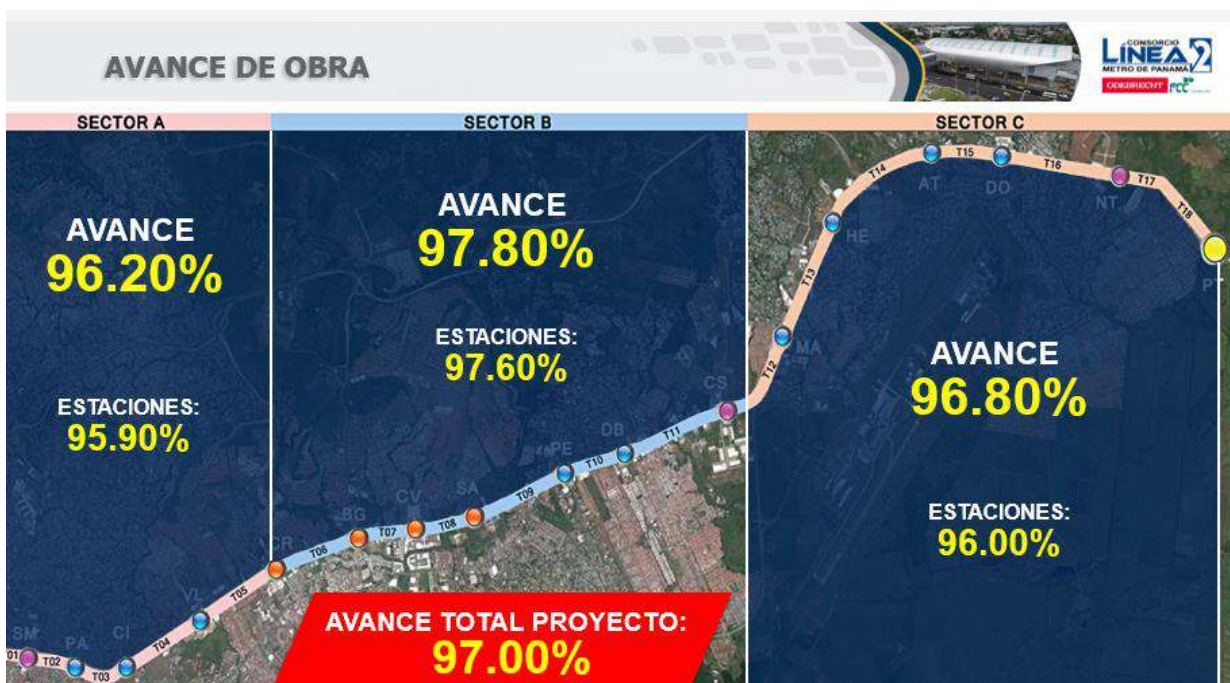 AVANCE DE OBRA
CONSORCIO
LÍNEA 2
METRO DE PANAMÁ
ODEBRECHT FCC
SECTOR A
SECTOR B
SECTOR C
AVANCE
96.20%
ESTACIONES:
95.90%
AVANCE
97.80%
ESTACIONES:
97.60%
AVANCE
96.80%
ESTACIONES:
96.00%
AVANCE TOTAL PROYECTO:
97.00%
SM
T01
T02
PA
T03
CI
T04
VL
T05
CR
T06
BG
T07
CV
T08
SA
T09
PE
T10
DB
T11
CS
T12
MA
T13
HE
T14
AT
T15
DO
T16
NT
T17
T18
PT